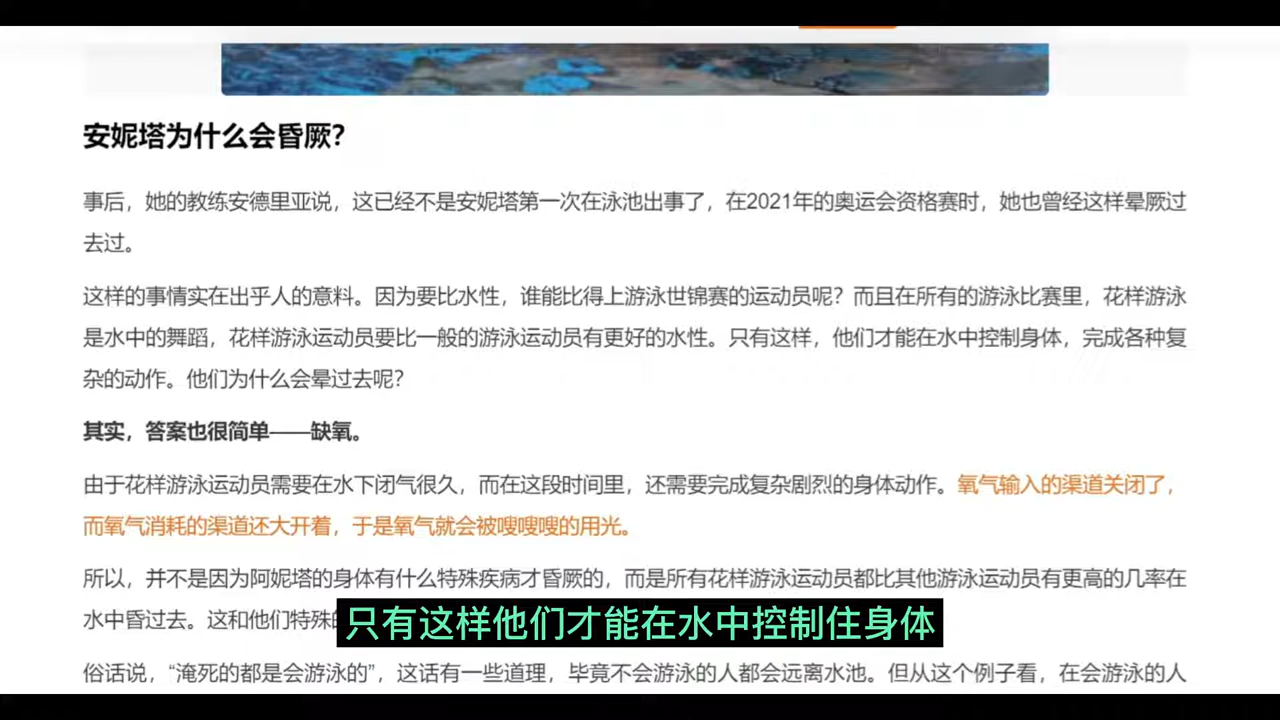 安妮塔为什么会昏厥？
事后，她的教练安德里亚说，这已经不是安妮塔第一次在泳池出事了，在2021年的奥运会资格赛时，她也曾经这样晕厥过
去过。
这样的事情实在出乎人的意料。因为要比水性，谁能比得上游泳世锦赛的运动员呢？而且在所有的游泳比赛里，花样游泳
是水中的舞蹈，花样游泳运动员要比一般的游泳运动员有更好的水性。只有这样，他们才能在水中控制身体，完成各种复
杂的动作。他们为什么会晕过去呢？
其实，答案也很简单——缺氧。
由于花样游泳运动员需要在水下闭气很久，而在这段时间里，还需要完成复杂剧烈的身体动作。氧气输入的渠道关闭了，
而氧气消耗的渠道还大开着，于是氧气就会被嗖嗖嗖的用光。
所以，并不是因为阿妮塔的身体有什么特殊疾病才昏厥的，而是所有花样游泳运动员都比其他游泳运动员有更高的几率在
水中昏过去。这和他们特殊的
只有这样他们才能在水中控制住身体
俗话说，“淹死的都是会游泳的”，这话有一些道理，毕竟不会游泳的人都会远离水池。但从这个例子看，在会游泳的人